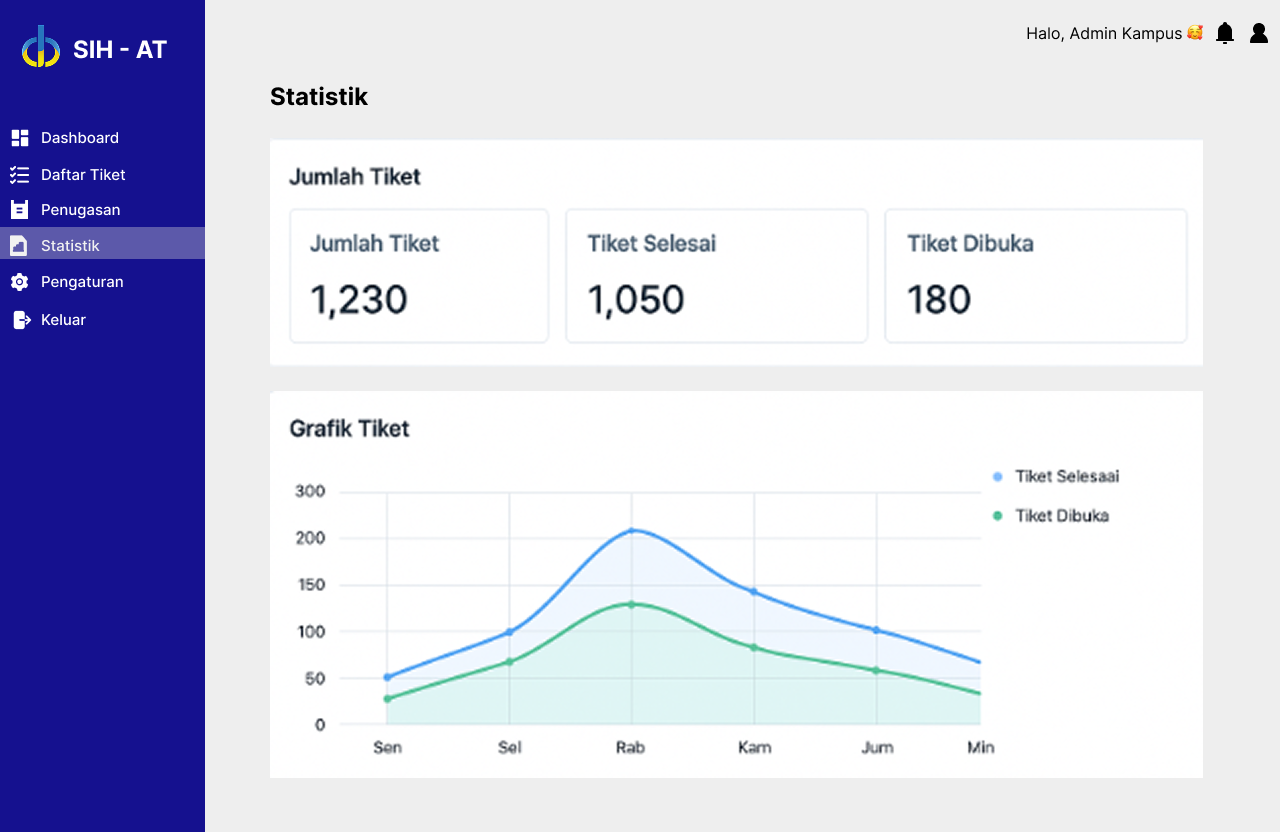 SIH - AT
Halo, Admin Kampus 🥰
Dashboard
Daftar Tiket
Penugasan
Statistik
Pengaturan
Keluar
Statistik
Jumlah Tiket
Jumlah Tiket
1,230
Tiket Selesai
1,050
Tiket Dibuka
180
Grafik Tiket
Tiket Selesaai
Tiket Dibuka
300
200
150
100
50
0
Sen Sel Rab Kam Jum Min